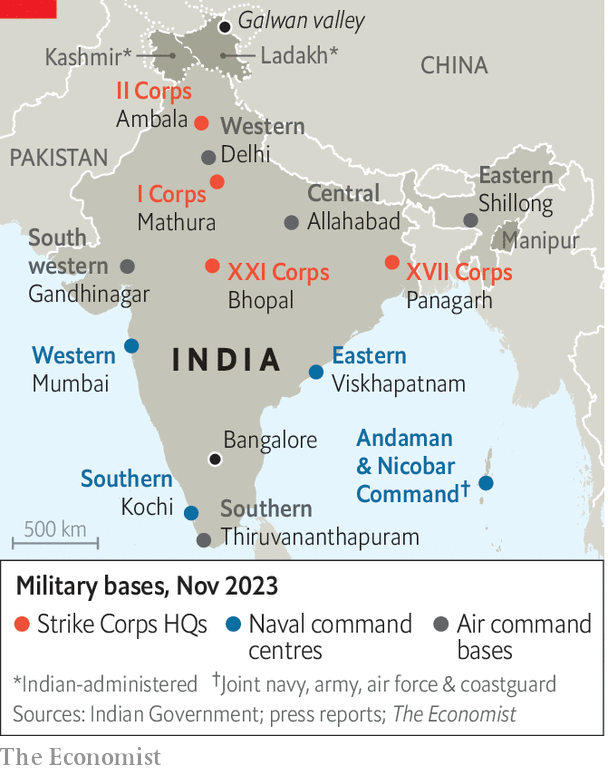 Galwan valley
Kashmir*
Ladakh*
CHINA
II Corps
Ambala
Western
Delhi
PAKISTAN
I Corps
Mathura
Central
Allahabad
Eastern
Shillong
Manipur
South
western
Gandhinagar
XXI Corps
Bhopal
XVII Corps
Panagarh
Western
Mumbai
INDIA
Eastern
Viskhapatnam
Bangalore
Andaman
& Nicobar
Command†
Southern
Kochi
Southern
Thiruvananthapuram
500 km
Military bases, Nov 2023
Strike Corps HQs
Naval command
centres
Air command
bases
*Indian-administered †Joint navy, army, air force & coastguard
Sources: Indian Government; press reports; The Economist
The Economist